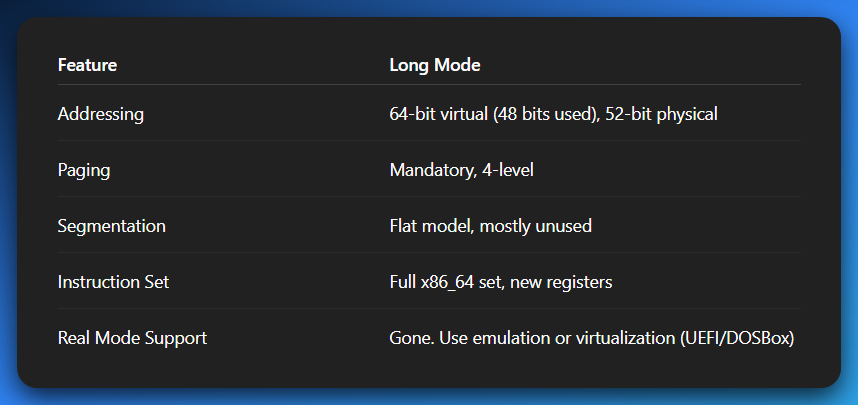 Feature Long Mode
Addressing 64-bit virtual (48 bits used), 52-bit physical
Paging Mandatory, 4-level
Segmentation Flat model, mostly unused
Instruction Set Full x86_64 set, new registers
Real Mode Support Gone. Use emulation or virtualization (UEFI/DOSBox)